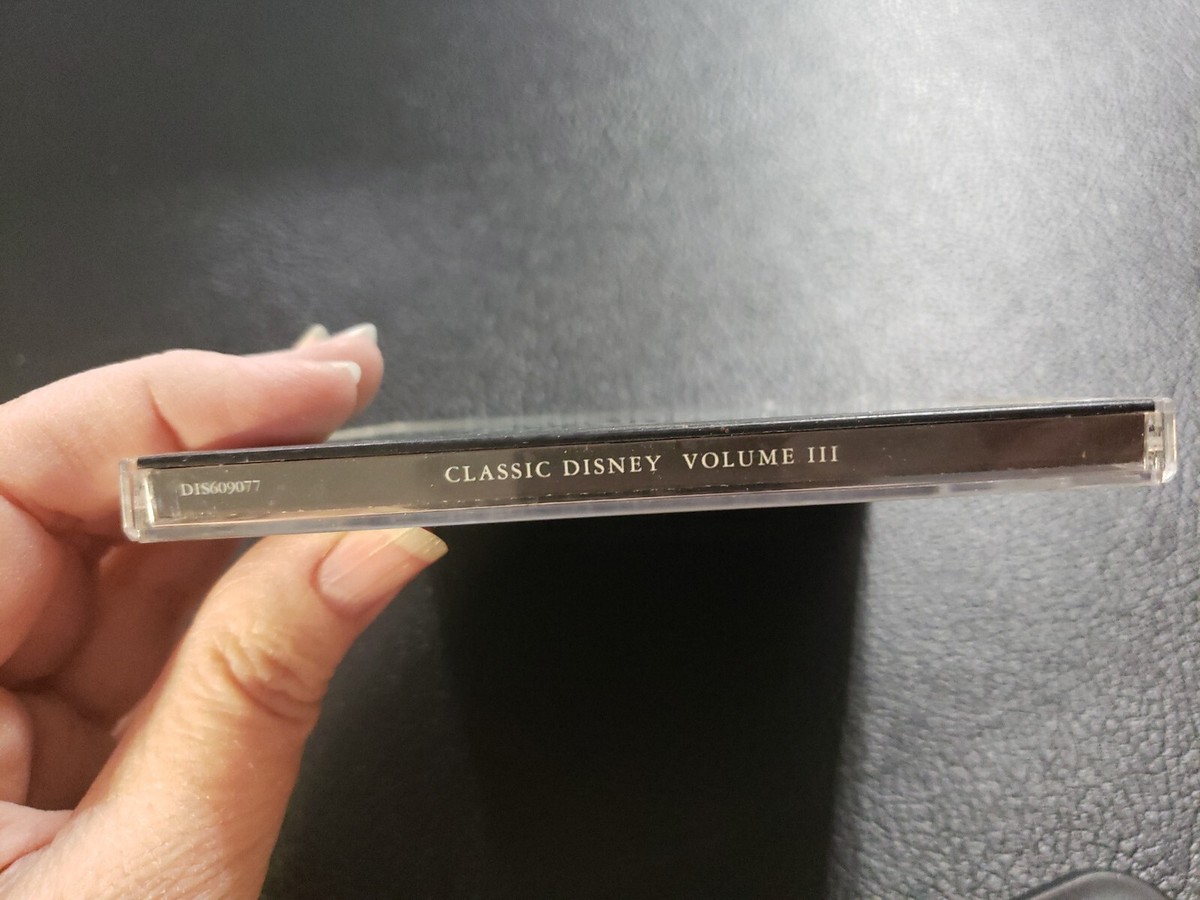 DIS609077
CLASSIC DISNEY VOLUME III